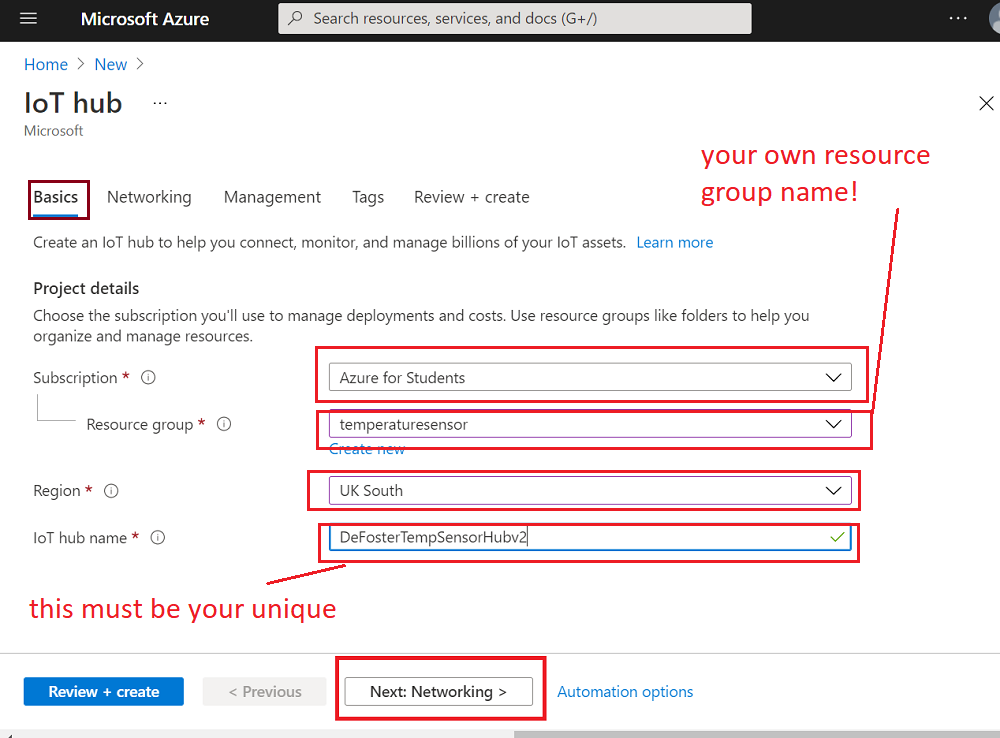 Microsoft Azure
Search resources, services, and docs (G+/)
Home > New >
IoT hub ...
Microsoft
your own resource
group name!
Basics Networking Management Tags Review + create
Create an IoT hub to help you connect, monitor, and manage billions of your IoT assets. Learn more
Project details
Choose the subscription you'll use to manage deployments and costs. Use resource groups like folders to help you
organize and manage resources.
Subscription * Azure for Students
Resource group * temperaturesensor
Create new
Region * UK South
IoT hub name * DeFosterTempSensorHubv2
this must be your unique
Review + create < Previous Next: Networking > Automation options